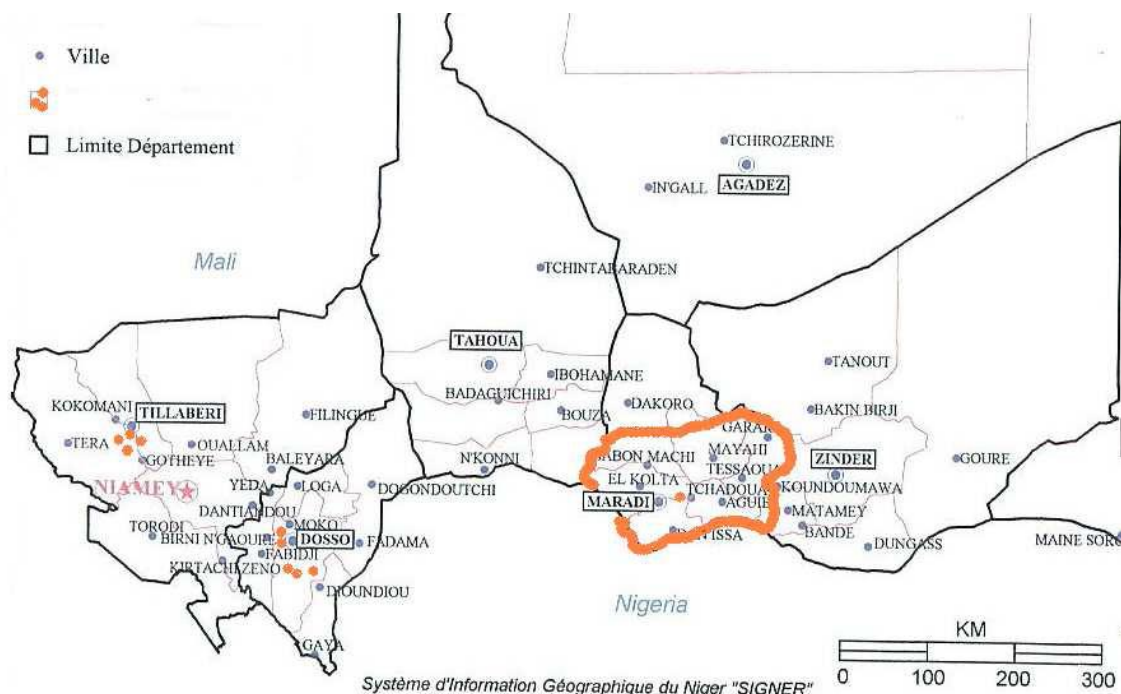 Ville
Limite Département
TCHIROZERINE
AGADEZ
IN'GALL
Mali
TCHINTABARADEN
TAHOUA
TANOUT
IBOHAMANE
BADAGUICHIRI
KOKOMANI
TILLABERI
FILINGUE
BOUZA
DAKORO
BAKIN BIRJI
TERA
OUALLAM
GARAK
GOTHEYE
BALEYARA
N'KONNI
MAYAHI
ZINDER
GOURE
TESSAOUA
NIAMEY
YEDA
LOGA
DOGONDOUTCHI
EL KOLTA
TCHADOUA
KOUNDOUMAWA
DANTIANDOU
MARADI
AGUIE
MATAMEY
TORODI
BIRNI N'GAOURE
MOKO
DOSSO
FADAMA
BANDE
DUNGASS
MAINE SORO
KIRTACHI ZENO
FABIDJI
DIOUNDIOU
Nigeria
GAYA
KM
0 100 200 300
Système d'Information Géographique du Niger "SIGNER"